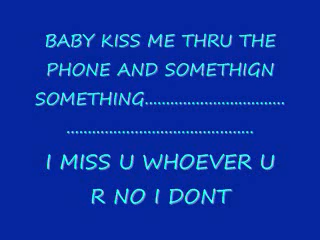 BABY KISS ME THRU THE
PHONE AND SOMETHIGN
SOMETHING.................................
............................................
I MISS U WHOEVER U
R NO I DONT